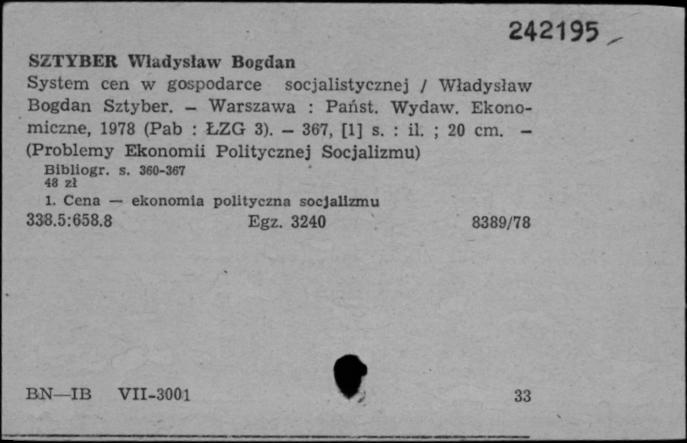 242195
SZTYBER Władysław Bogdan
System cen w gospodarce socjalistycznej / Władysław
Bogdan Sztyber. — Warszawa : Państ. Wydaw. Ekono-
miczne, 1978 (Pab : ŁZG 3). — 367, [1] s. : il. ; 20 cm. —
(Problemy Ekonomii Politycznej Socjalizmu)
Bibliogr. s. 360-367
48 zł
1. Cena — ekonomia polityczna socjalizmu
338.5:658.8 Egz. 3240 8389/78
BN—IB VII-3001 33